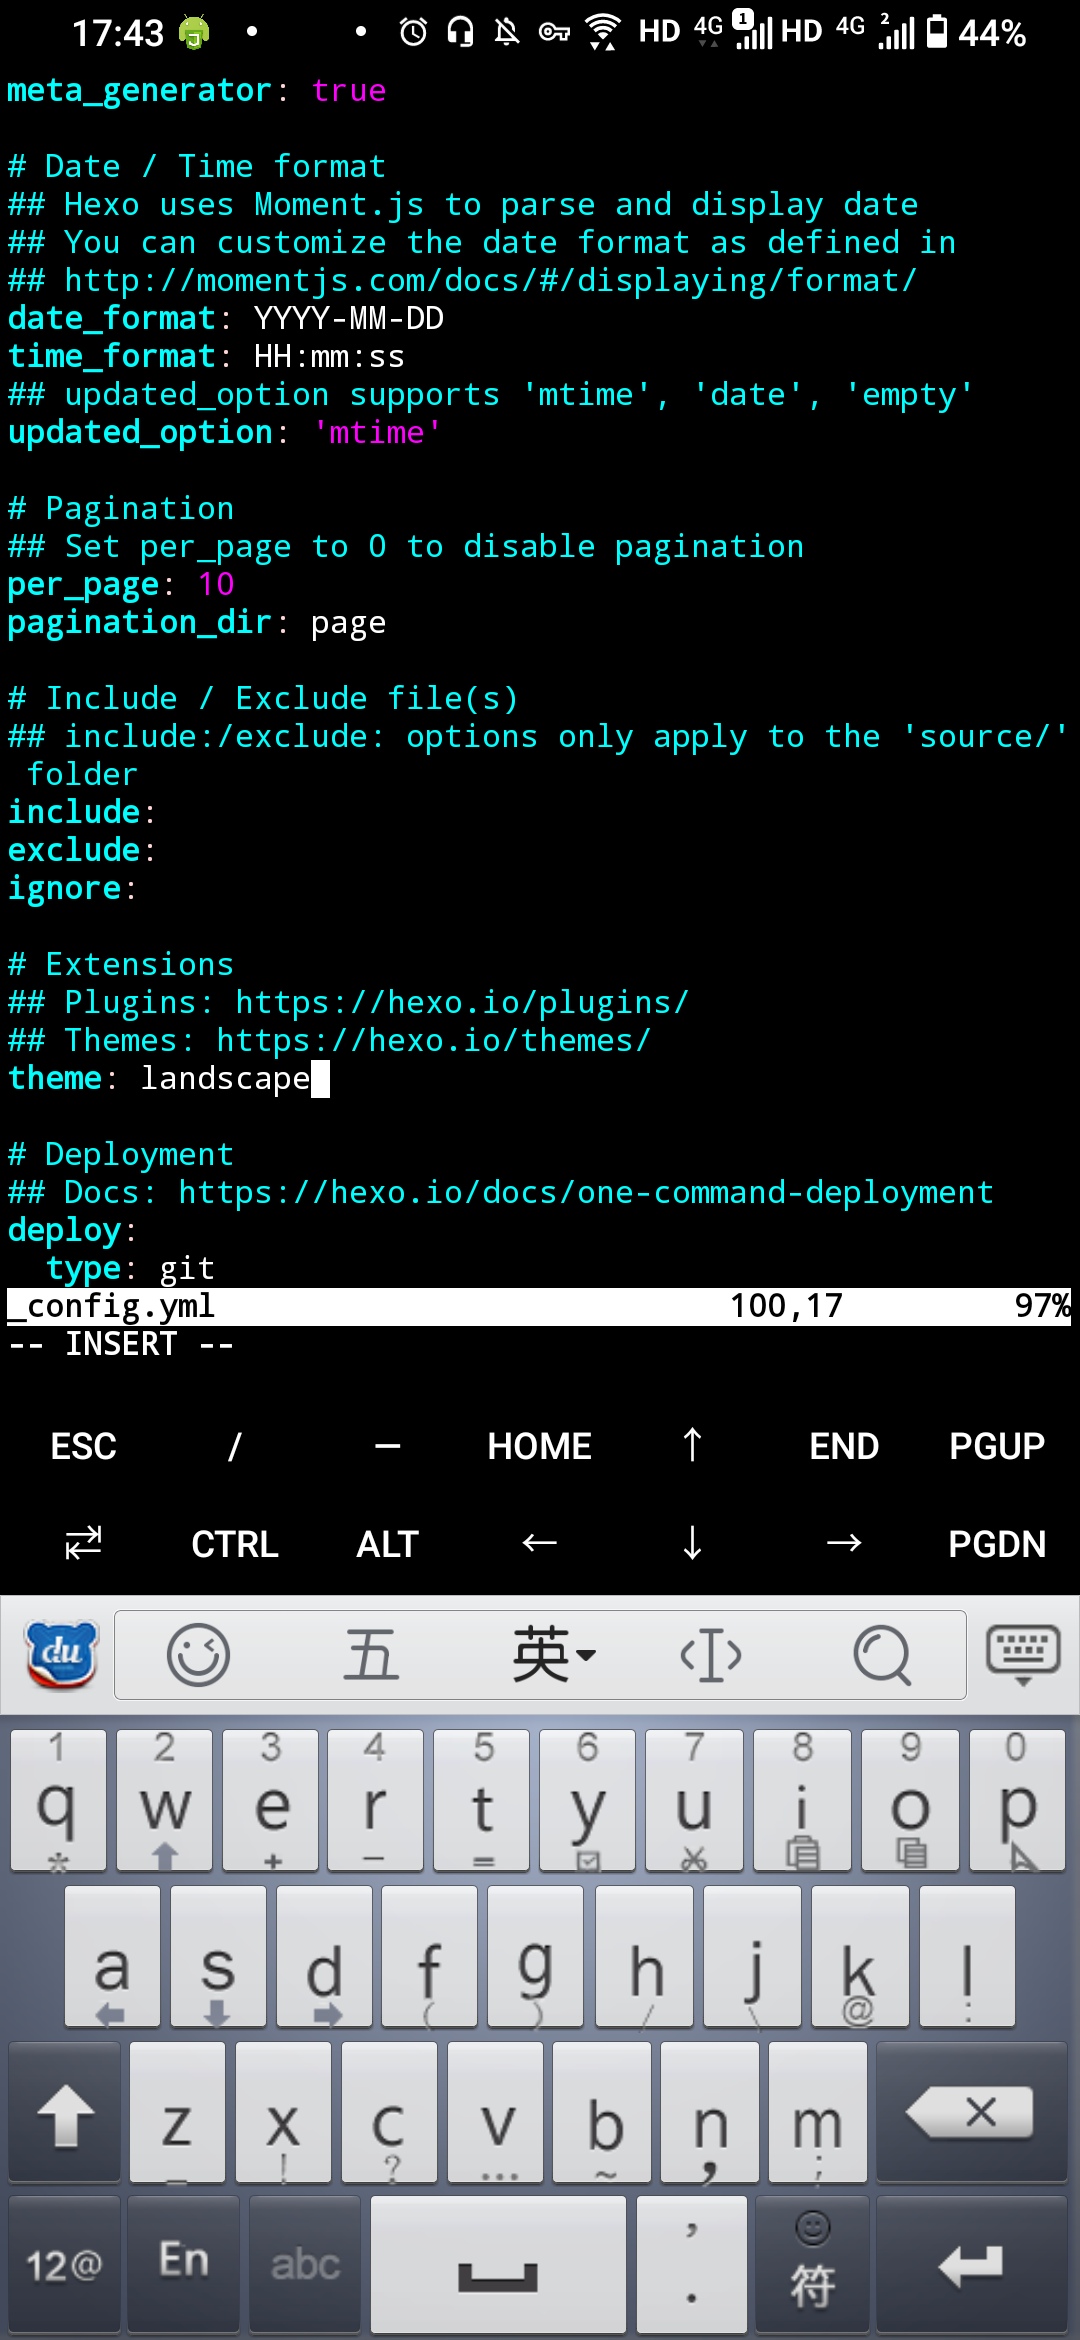 17:43 HD 4G 1 HD 4G 2 44%
meta_generator: true
# Date / Time format
## Hexo uses Moment.js to parse and display date
## You can customize the date format as defined in
## http://momentjs.com/docs/#/displaying/format/
date_format: YYYY-MM-DD
time_format: HH:mm:ss
## updated_option supports 'mtime', 'date', 'empty'
updated_option: 'mtime'
# Pagination
## Set per_page to 0 to disable pagination
per_page: 10
pagination_dir: page
# Include / Exclude file(s)
## include:/exclude: options only apply to the 'source/'
folder
include:
exclude:
ignore:
# Extensions
## Plugins: https://hexo.io/plugins/
## Themes: https://hexo.io/themes/
theme: landscape
# Deployment
## Docs: https://hexo.io/docs/one-command-deployment
deploy:
  type: git
_config.yml 100,17 97%
-- INSERT --
ESC / — HOME ↑ END PGUP
⇄ CTRL ALT ← ↓ → PGDN
du 五 英
1 2 3 4 5 6 7 8 9 0
q w e r t y u i o p
* + − =
a s d f g h j k l
( ) / \ @ :
z x c v b n m
_ ! ? … ~ , ;
12@ En abc , . 符